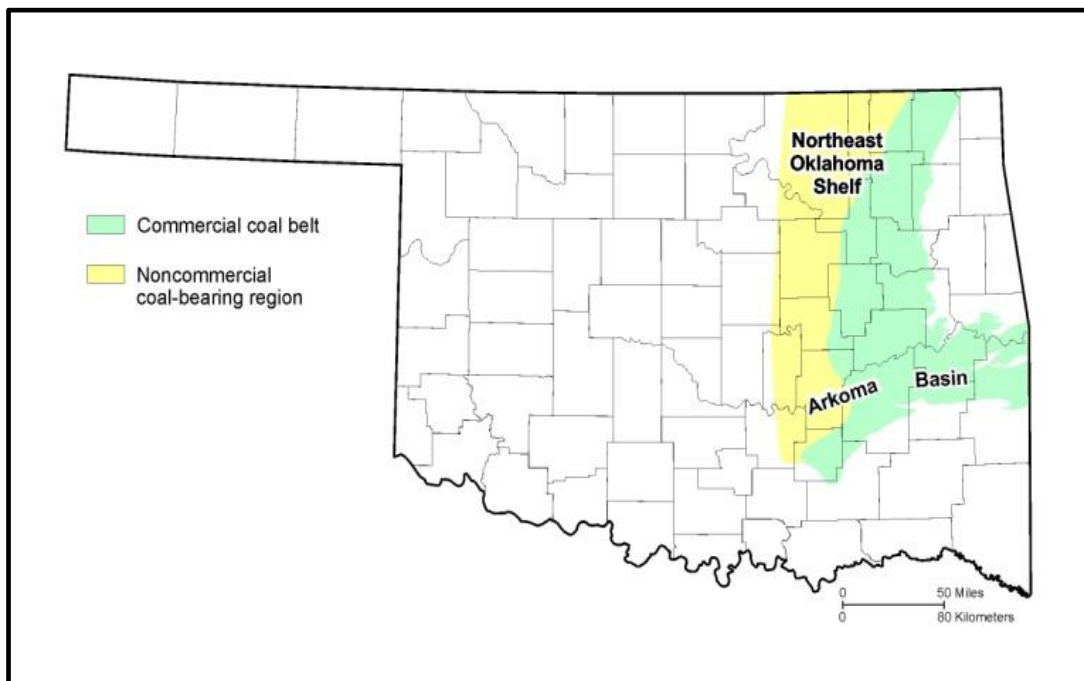 Northeast
Oklahoma
Shelf
Commercial coal belt
Noncommercial
coal-bearing region
Arkoma
Basin
0 50 Miles
0 80 Kilometers